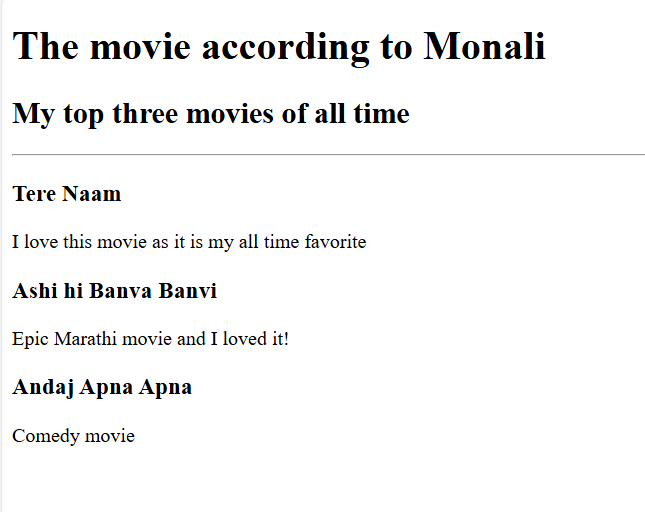 The movie according to Monali
My top three movies of all time
Tere Naam
I love this movie as it is my all time favorite
Ashi hi Banva Banvi
Epic Marathi movie and I loved it!
Andaj Apna Apna
Comedy movie